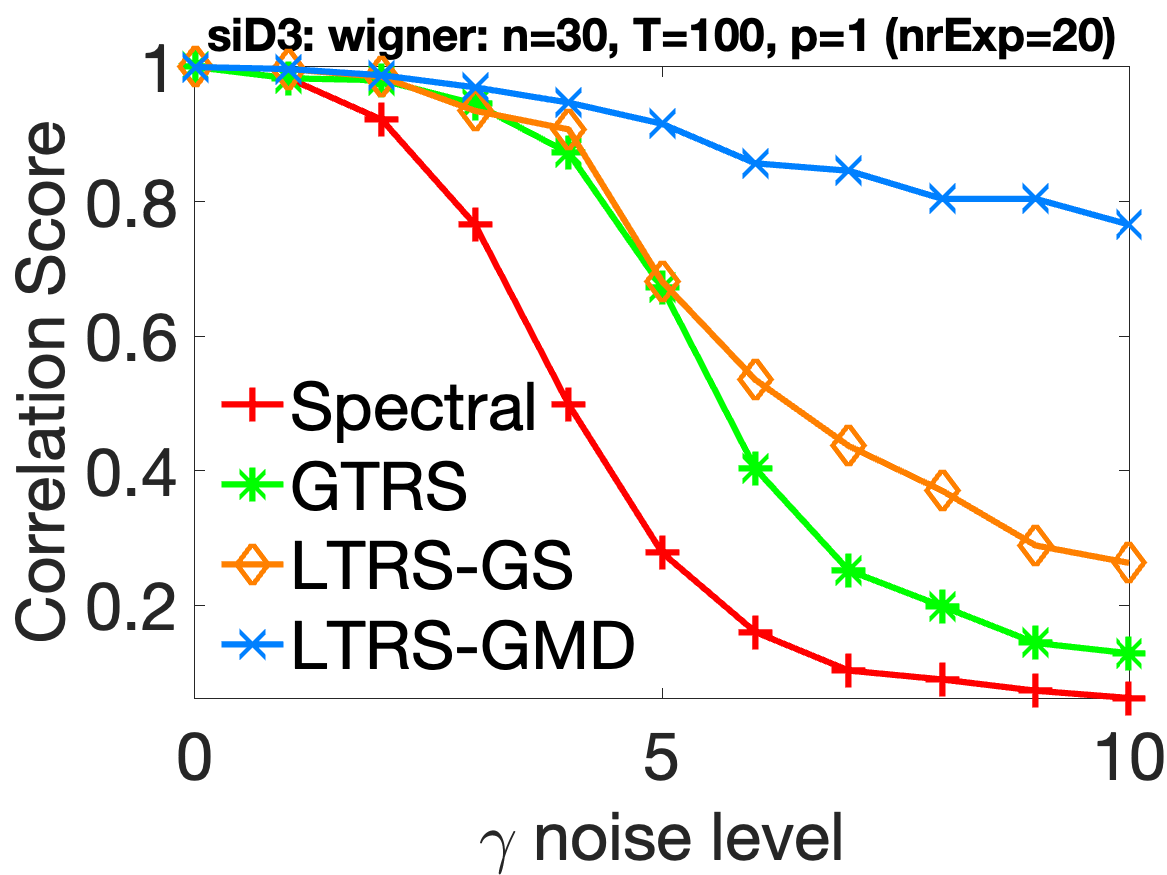 siD3: wigner: n=30, T=100, p=1 (nrExp=20)
1
0.8
0.6
0.4
0.2
Correlation Score
Spectral
GTRS
LTRS-GS
LTRS-GMD
0 5 10
γ noise level